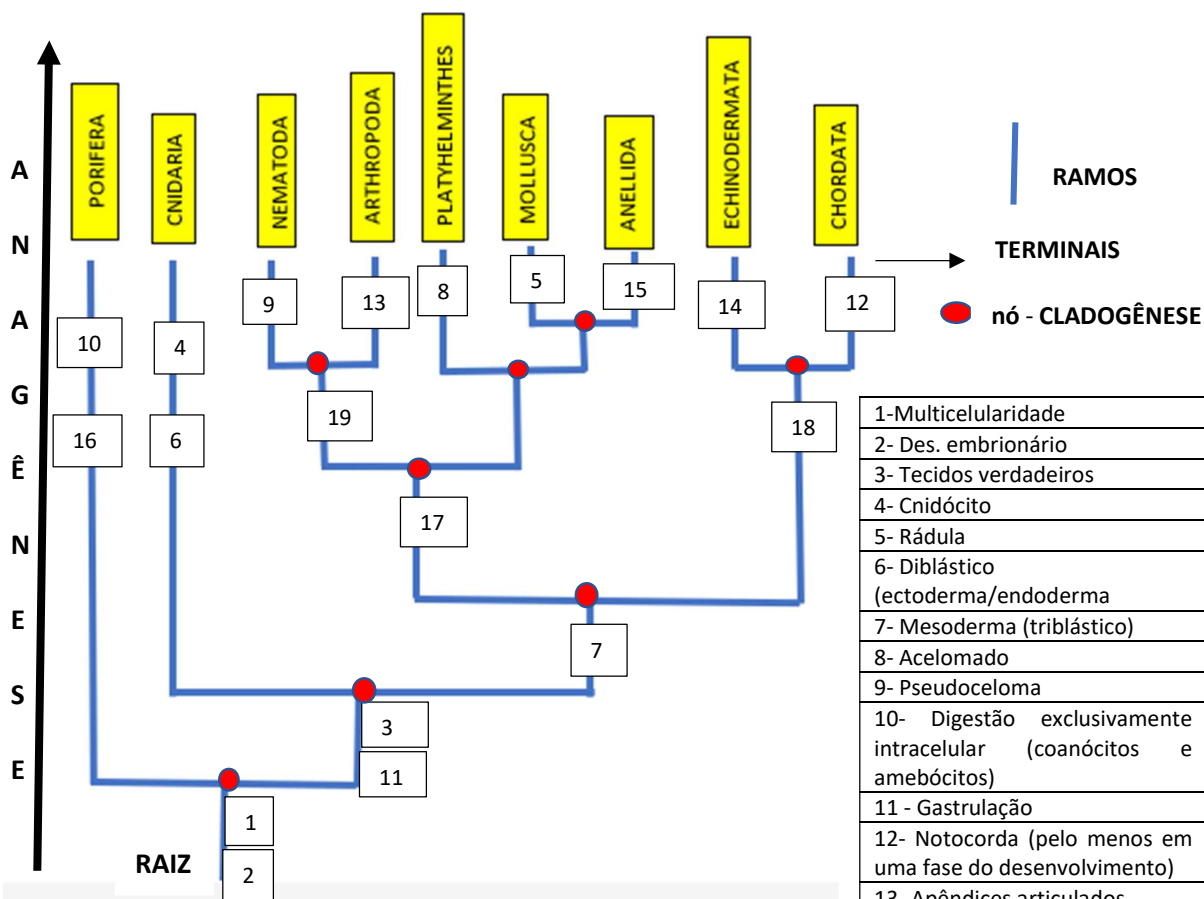 PORIFERA
CNIDARIA
NEMATODA
ARTHROPODA
PLATYHELMINTHES
MOLLUSCA
ANELLIDA
ECHINODERMATA
CHORDATA
A
N
A
G
Ê
N
E
S
E
RAMOS
TERMINAIS
nó - CLADOGÊNESE
9
13
8
5
15
14
12
10
4
16
6
19
18
17
7
3
11
1
2
RAIZ
1-Multicelularidade
2- Des. embrionário
3- Tecidos verdadeiros
4- Cnidócito
5- Rádula
6- Diblástico
(ectoderma/endoderma
7- Mesoderma (triblástico)
8- Acelomado
9- Pseudoceloma
10- Digestão exclusivamente
intracelular (coanócitos e
amebócitos)
11 - Gastrulação
12- Notocorda (pelo menos em
uma fase do desenvolvimento)
13- Apêndices articulados